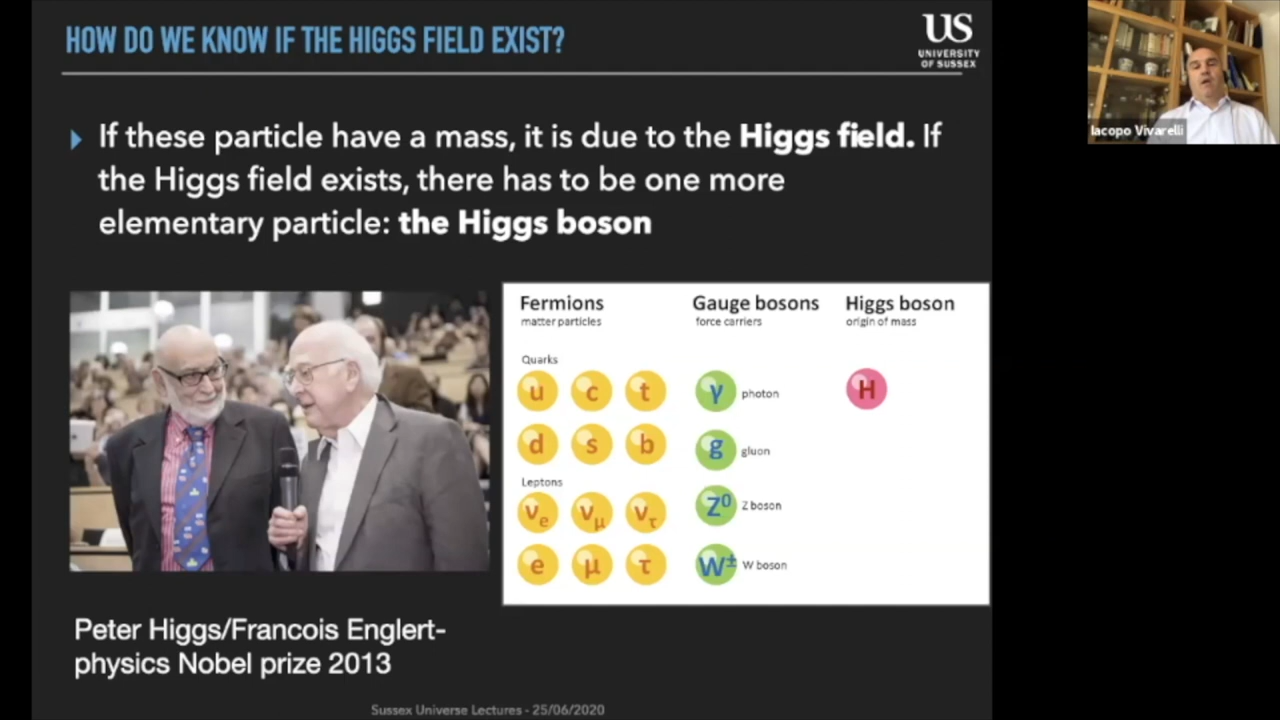 HOW DO WE KNOW IF THE HIGGS FIELD EXIST?
US
UNIVERSITY
OF SUSSEX
Iacopo Vivarelli
If these particle have a mass, it is due to the Higgs field. If
the Higgs field exists, there has to be one more
elementary particle: the Higgs boson
Fermions
matter particles
Quarks
u c t
d s b
Leptons
νe νμ ντ
e μ τ
Gauge bosons
force carriers
γ photon
g gluon
Z⁰ Z boson
W± W boson
Higgs boson
origin of mass
H
Peter Higgs/Francois Englert-
physics Nobel prize 2013
Sussex Universe Lectures - 25/06/2020